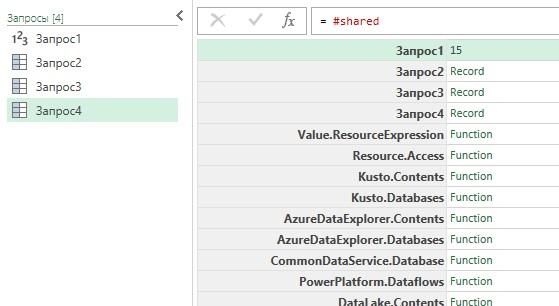 Запросы [4]
Запрос1
Запрос2
Запрос3
Запрос4
fx
= #shared
Запрос1 15
Запрос2 Record
Запрос3 Record
Запрос4 Record
Value.ResourceExpression Function
Resource.Access Function
Kusto.Contents Function
Kusto.Databases Function
AzureDataExplorer.Contents Function
AzureDataExplorer.Databases Function
CommonDataService.Database Function
PowerPlatform.Dataflows Function
DataLake.Contents Function